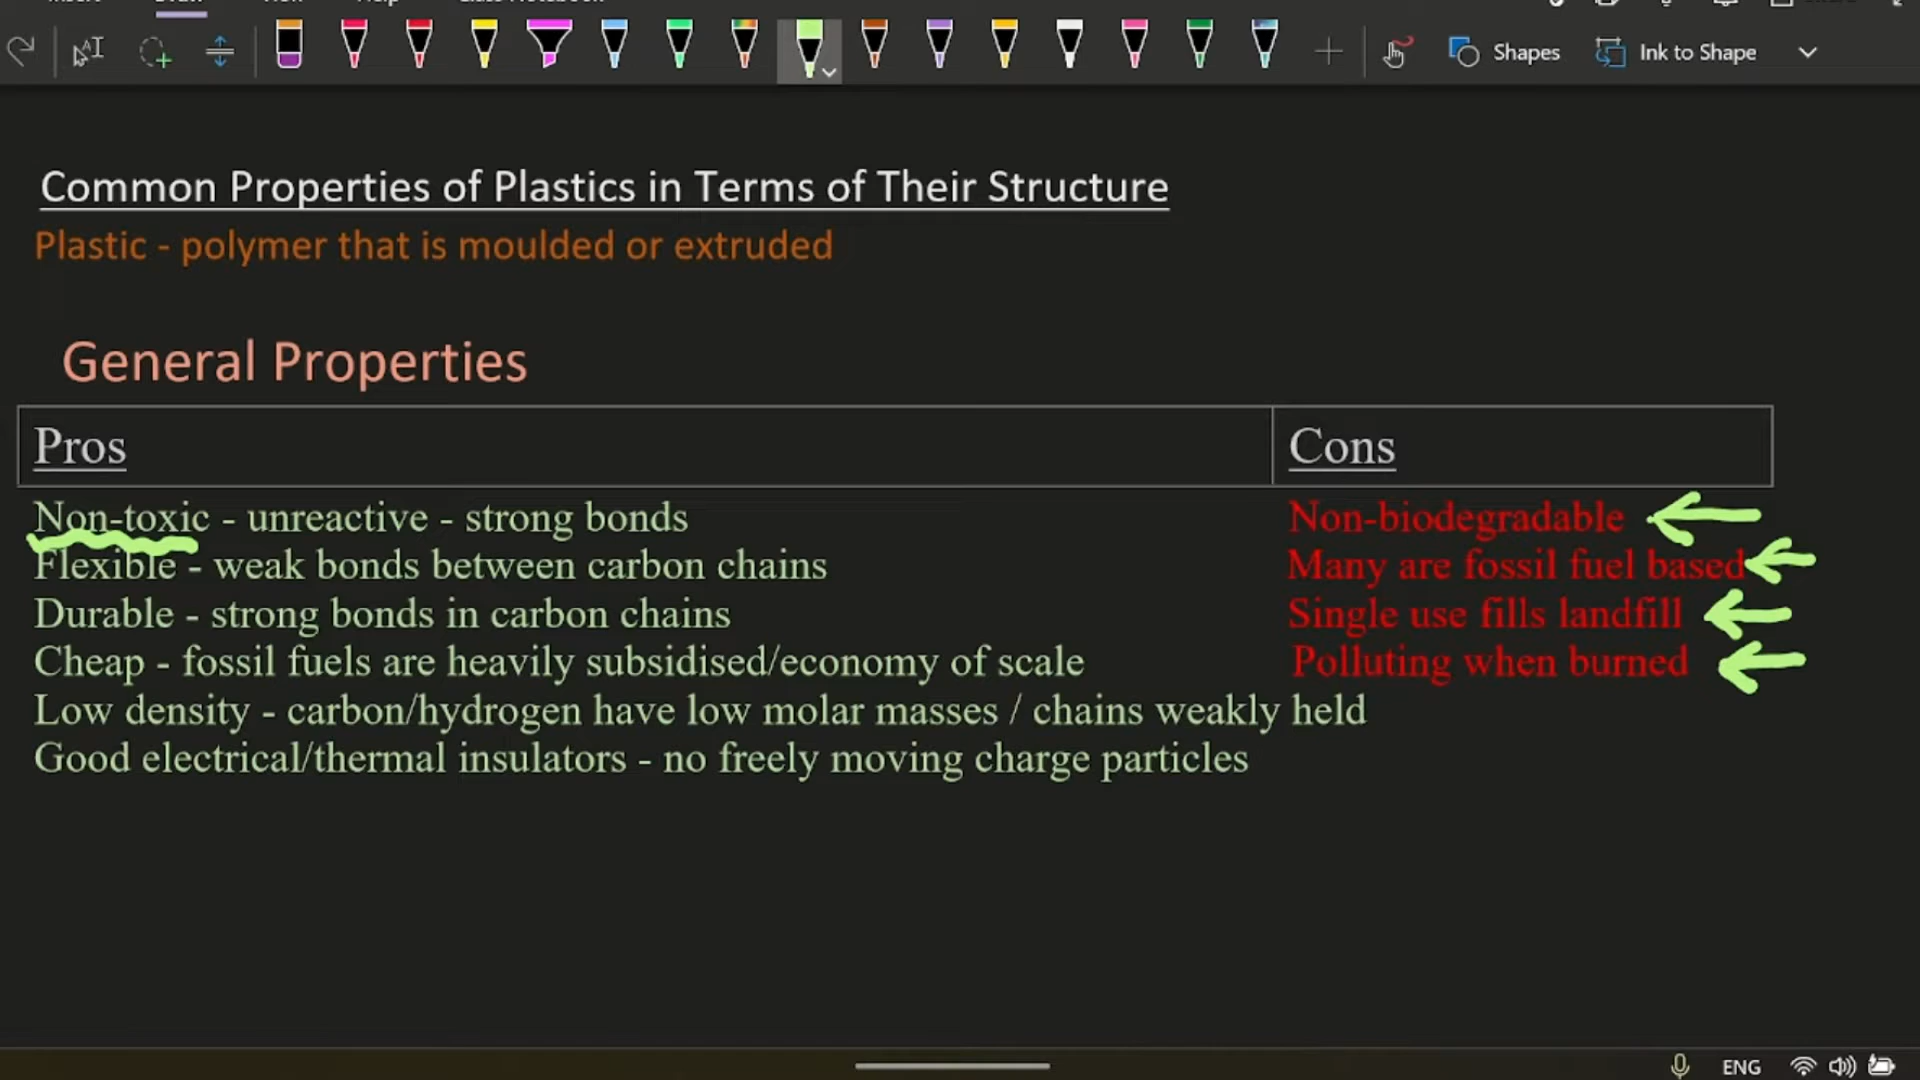 Shapes
Ink to Shape
Common Properties of Plastics in Terms of Their Structure
Plastic - polymer that is moulded or extruded
General Properties
Pros
Cons
Non-toxic - unreactive - strong bonds
Non-biodegradable
Flexible - weak bonds between carbon chains
Many are fossil fuel based
Durable - strong bonds in carbon chains
Single use fills landfill
Cheap - fossil fuels are heavily subsidised/economy of scale
Polluting when burned
Low density - carbon/hydrogen have low molar masses / chains weakly held
Good electrical/thermal insulators - no freely moving charge particles
ENG